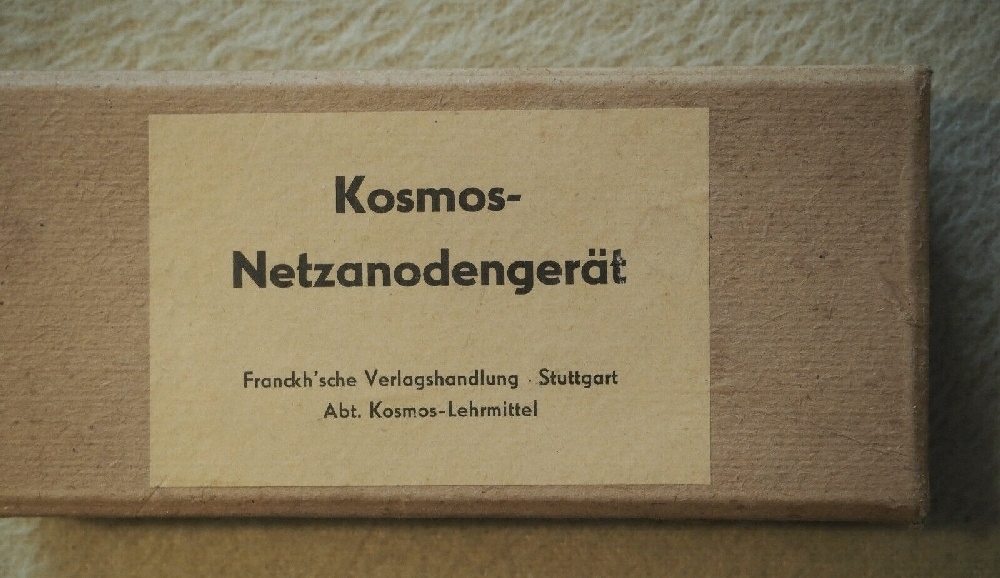 Kosmos-
Netzanodengerät
Franckh'sche Verlagshandlung · Stuttgart
Abt. Kosmos-Lehrmittel